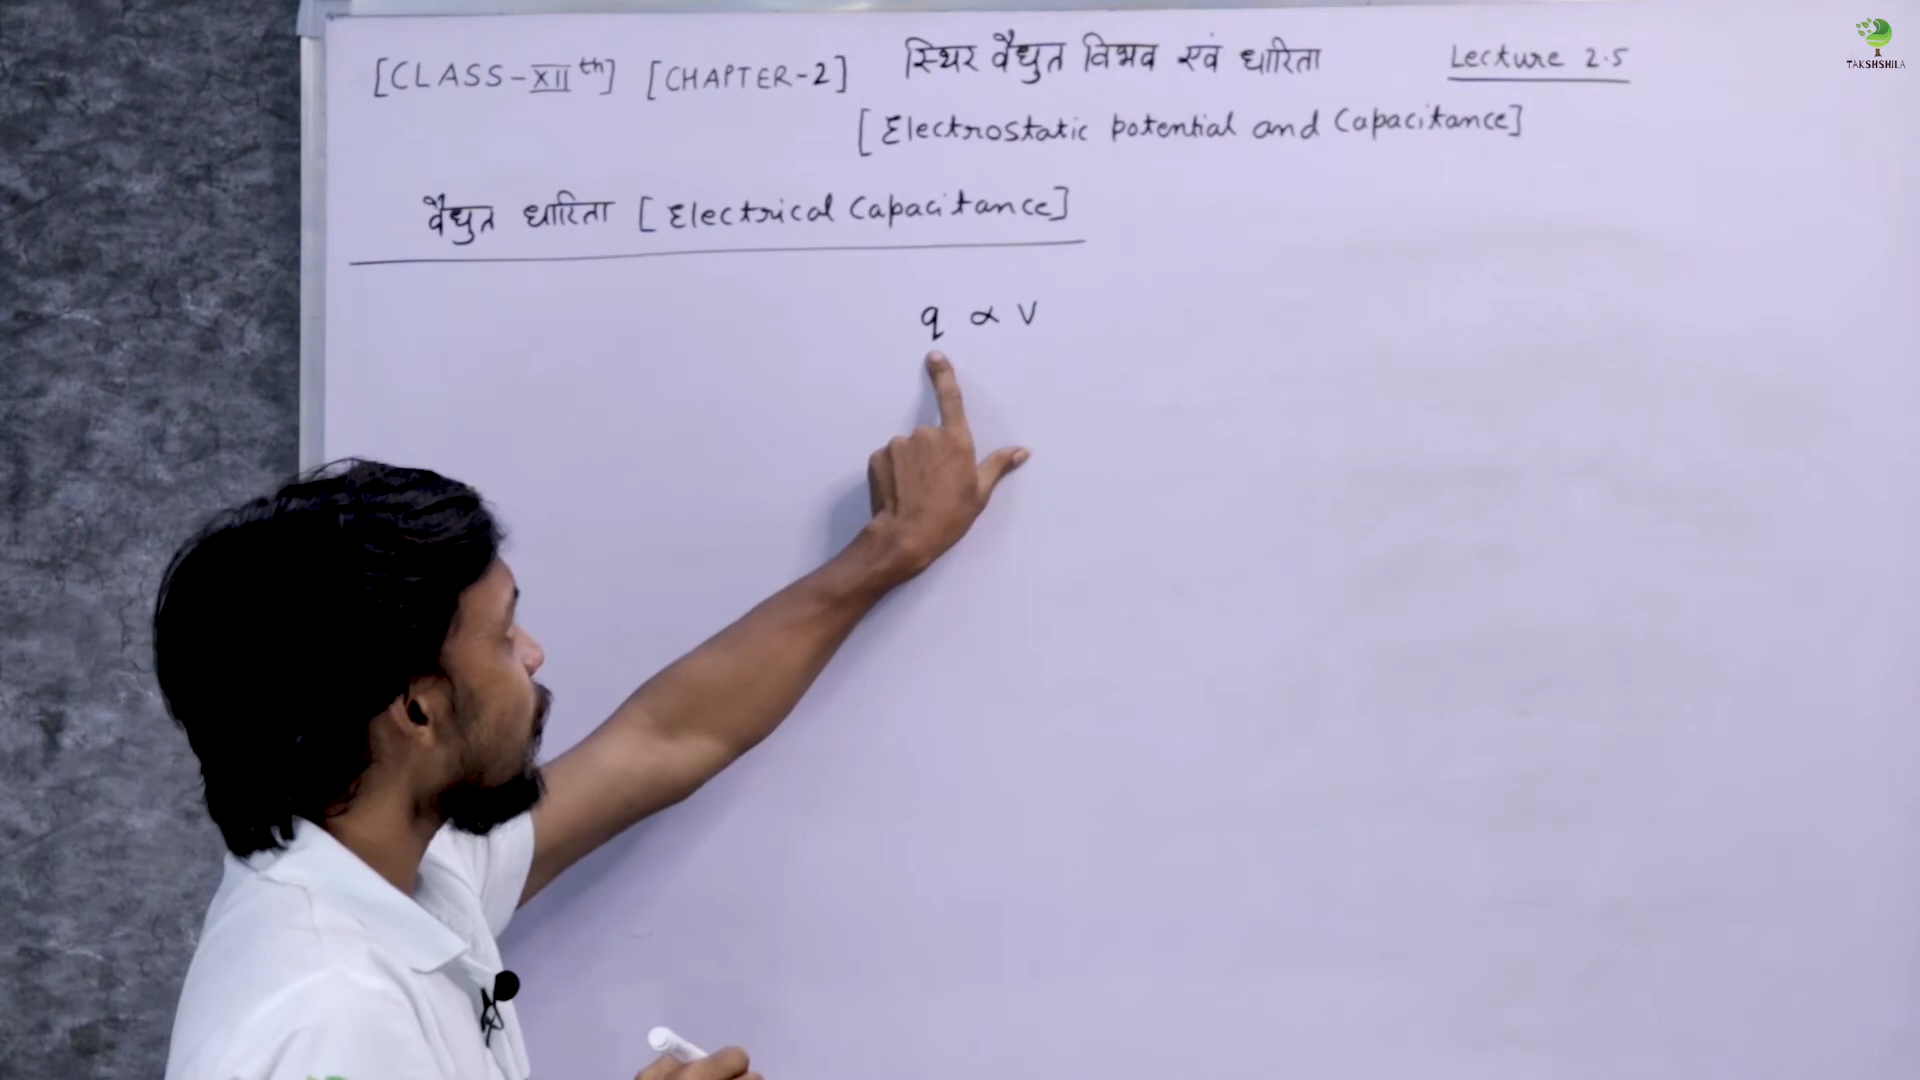 [CLASS-XIIth] [CHAPTER-2] स्थिर वैद्युत विभव एवं धारिता Lecture 2.5
[Electrostatic potential and Capacitance]
वैद्युत धारिता [Electrical Capacitance]
q ∝ V
TAKSHSHILA